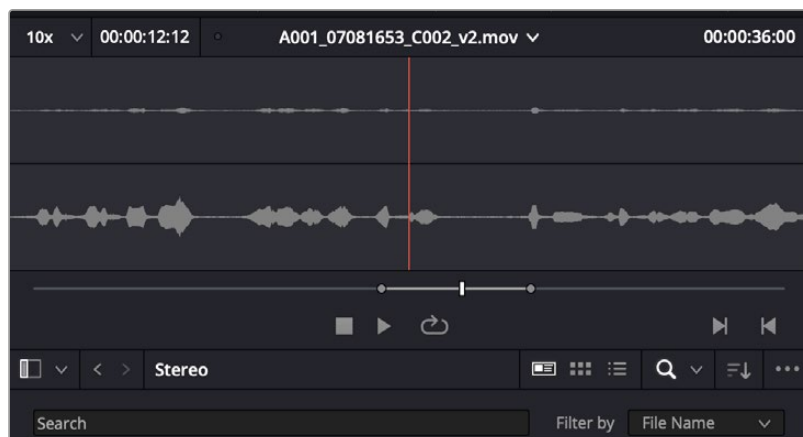 10x 00:00:12:12 A001_07081653_C002_v2.mov 00:00:36:00
Stereo
Search Filter by File Name